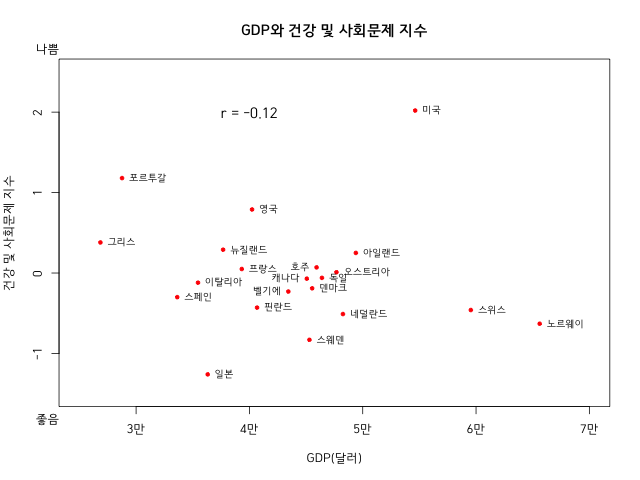 GDP와 건강 및 사회문제 지수
나쁨
2
미국
r = -0.12
포르투갈
1
영국
그리스
뉴질랜드
아일랜드
건강 및 사회문제 지수
0
프랑스
호주
오스트리아
이탈리아
캐나다
독일
스페인
벨기에
덴마크
핀란드
네덜란드
스위스
노르웨이
스웨덴
-1
일본
좋음
3만
4만
5만
6만
7만
GDP(달러)